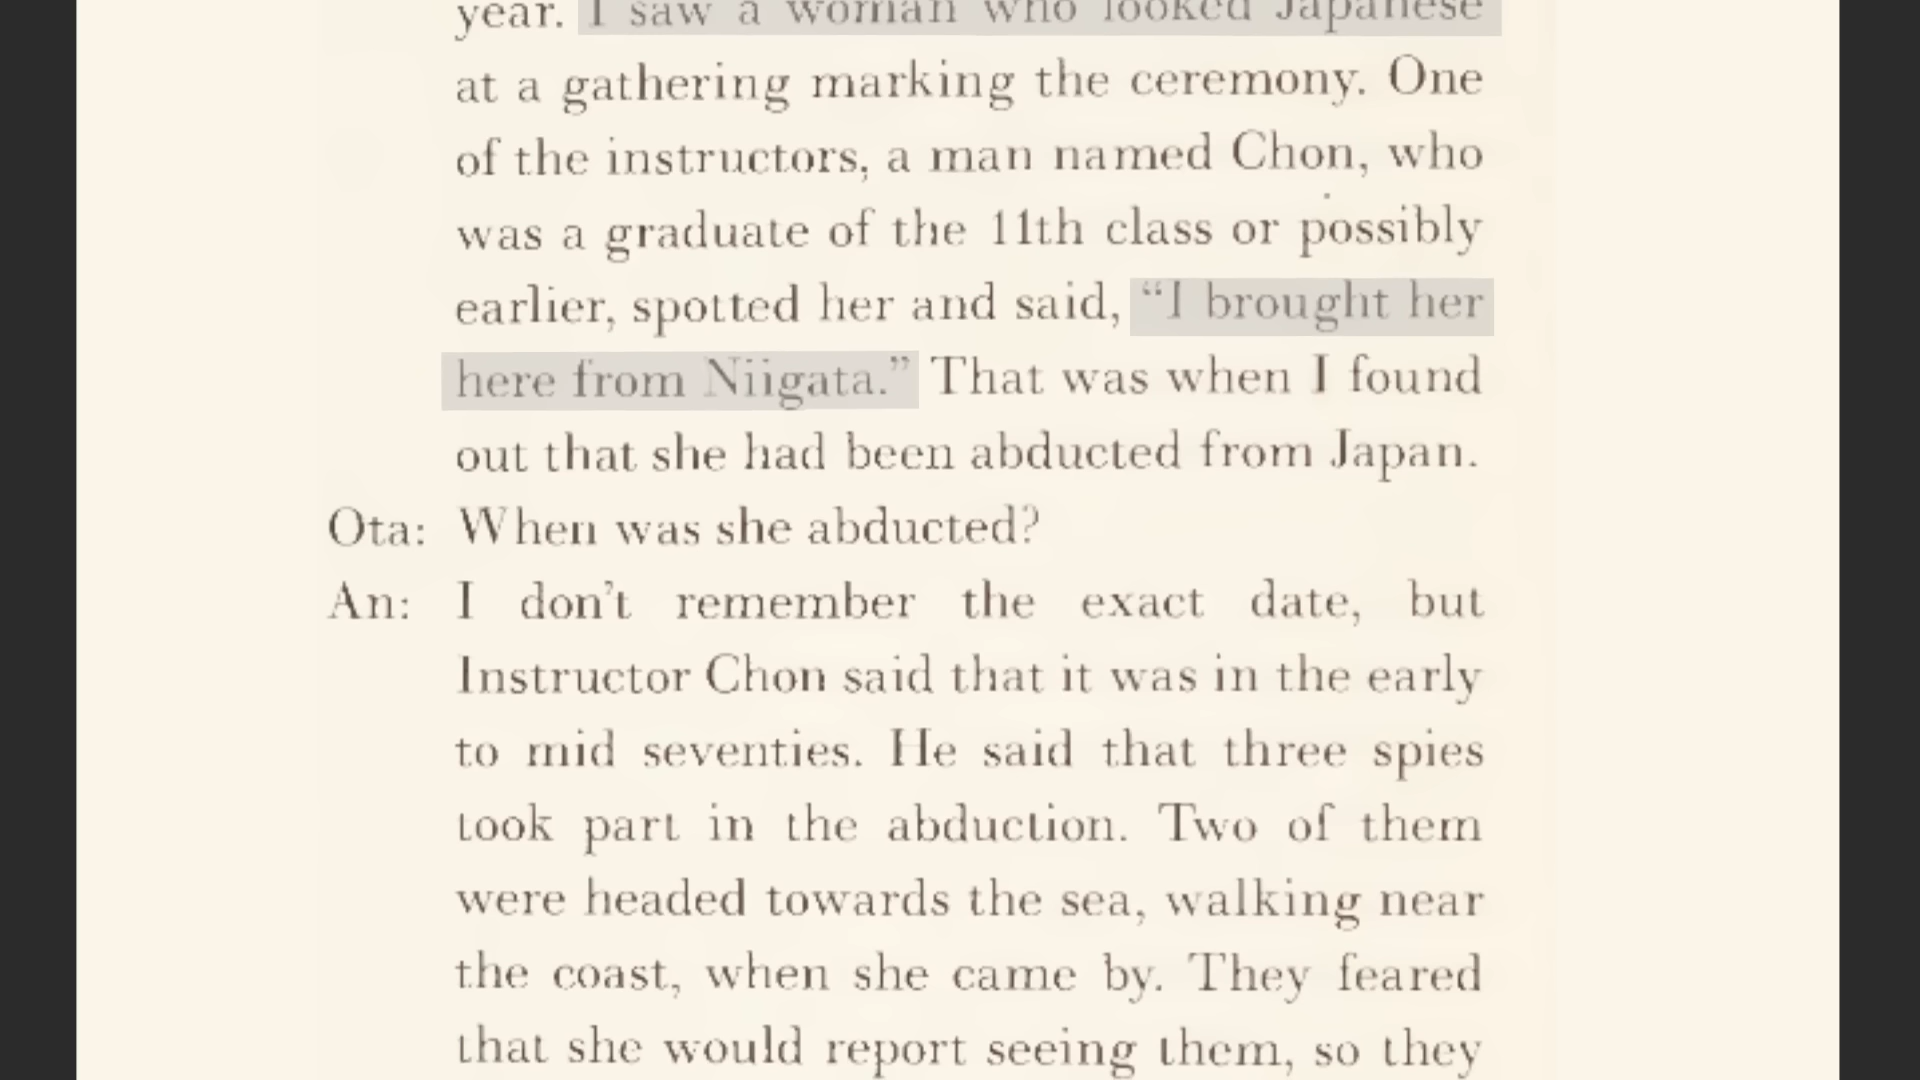 year. I saw a woman who looked Japanese
at a gathering marking the ceremony. One
of the instructors, a man named Chon, who
was a graduate of the 11th class or possibly
earlier, spotted her and said, “I brought her
here from Niigata.” That was when I found
out that she had been abducted from Japan.
Ota: When was she abducted?
An: I don’t remember the exact date, but
Instructor Chon said that it was in the early
to mid seventies. He said that three spies
took part in the abduction. Two of them
were headed towards the sea, walking near
the coast, when she came by. They feared
that she would report seeing them, so they